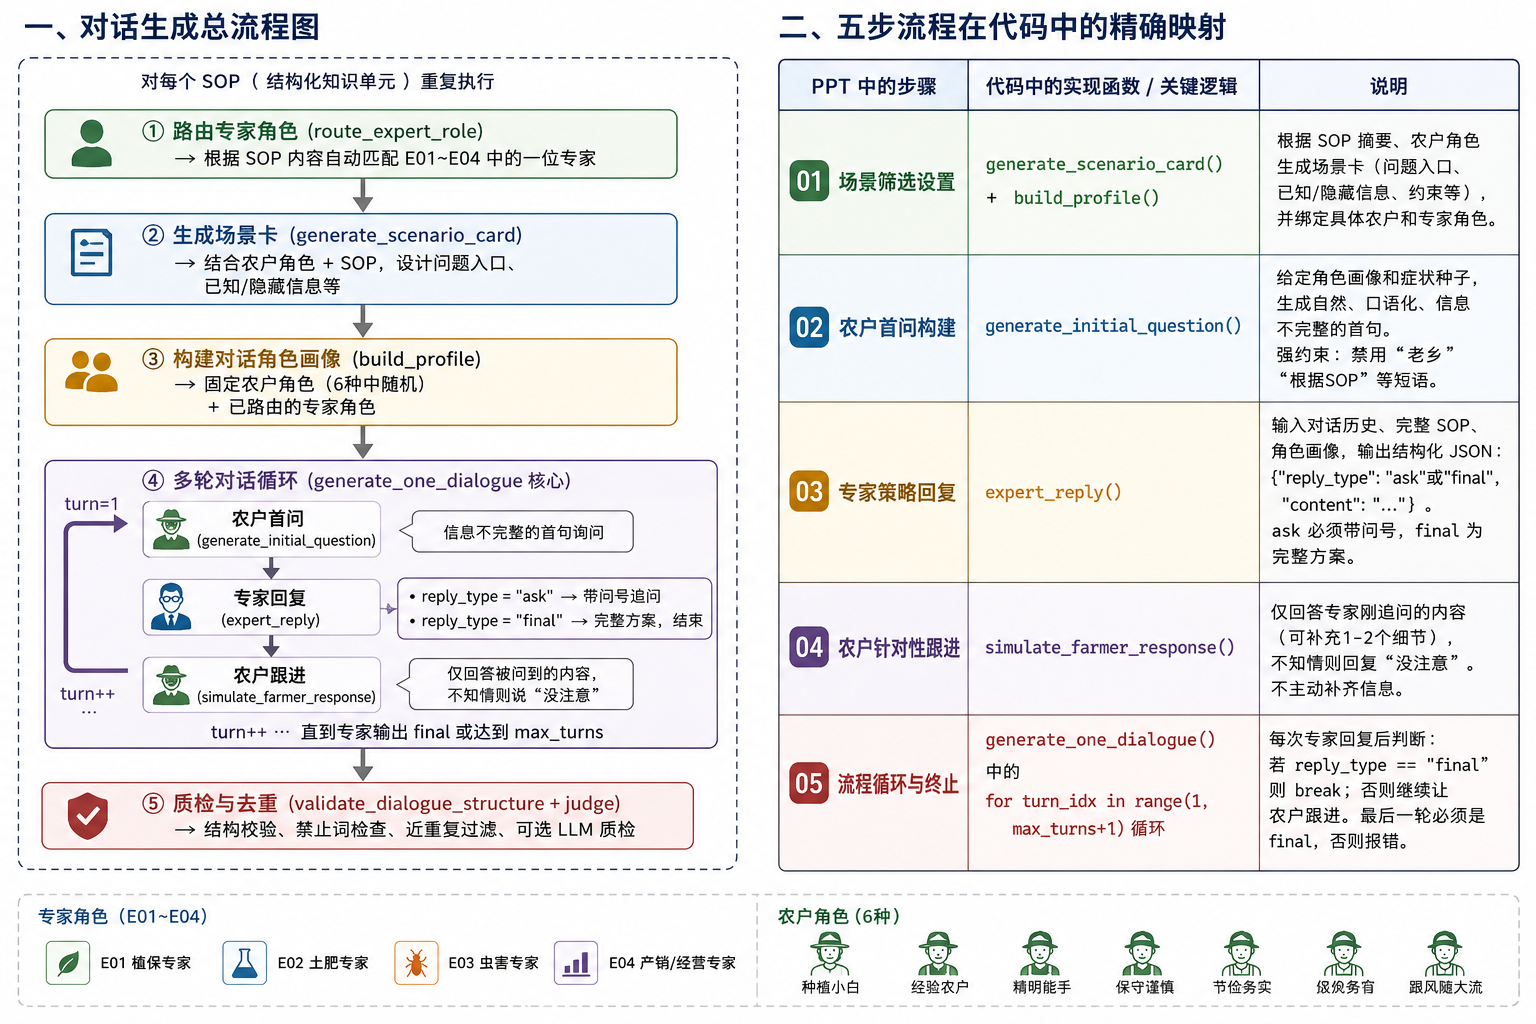 一、对话生成总流程图
对每个 SOP（ 结构化知识单元 ）重复执行
① 路由专家角色 (route_expert_role)
→ 根据 SOP 内容自动匹配 E01~E04 中的一位专家
② 生成场景卡 (generate_scenario_card)
→ 结合农户角色 + SOP，设计问题入口、
已知/隐藏信息等
③ 构建对话角色画像 (build_profile)
→ 固定农户角色（6种中随机）
+ 已路由的专家角色
④ 多轮对话循环 (generate_one_dialogue 核心)
turn=1
农户首问
(generate_initial_question)
信息不完整的首句询问
专家回复
(expert_reply)
• reply_type = "ask" → 带问号追问
• reply_type = "final" → 完整方案，结束
农户跟进
(simulate_farmer_response)
仅回答被问到的内容，
不知情则说“没注意”
turn++
...
turn++ ··· 直到专家输出 final 或达到 max_turns
⑤ 质检与去重 (validate_dialogue_structure + judge)
→ 结构校验、禁止词检查、近重复过滤、可选 LLM 质检
二、五步流程在代码中的精确映射
PPT 中的步骤
代码中的实现函数 / 关键逻辑
说明
01 场景筛选设置
generate_scenario_card()
+ build_profile()
根据 SOP 摘要、农户角色
生成场景卡（问题入口、
已知/隐藏信息、约束等），
并绑定具体农户和专家角色。
02 农户首问构建
generate_initial_question()
给定角色画像和症状种子，
生成自然、口语化、信息
不完整的首句。
强约束：禁用“老乡”
“根据SOP”等短语。
03 专家策略回复
expert_reply()
输入对话历史、完整 SOP、
角色画像，输出结构化 JSON：
{"reply_type": "ask"或"final",
"content": "..."} 。
ask 必须带问号，final 为
完整方案。
04 农户针对性跟进
simulate_farmer_response()
仅回答专家刚追问的内容
（可补充1-2个细节），
不知情则回复“没注意”。
不主动补齐信息。
05 流程循环与终止
generate_one_dialogue()
中的
for turn_idx in range(1,
max_turns+1) 循环
每次专家回复后判断：
若 reply_type == "final"
则 break；否则继续让
农户跟进。最后一轮必须是
final，否则报错。
专家角色（E01~E04）
E01 植保专家
E02 土肥专家
E03 虫害专家
E04 产销/经营专家
农户角色（6种）
种植小白
经验农户
精明能手
保守谨慎
节俭务实
跟风随大流